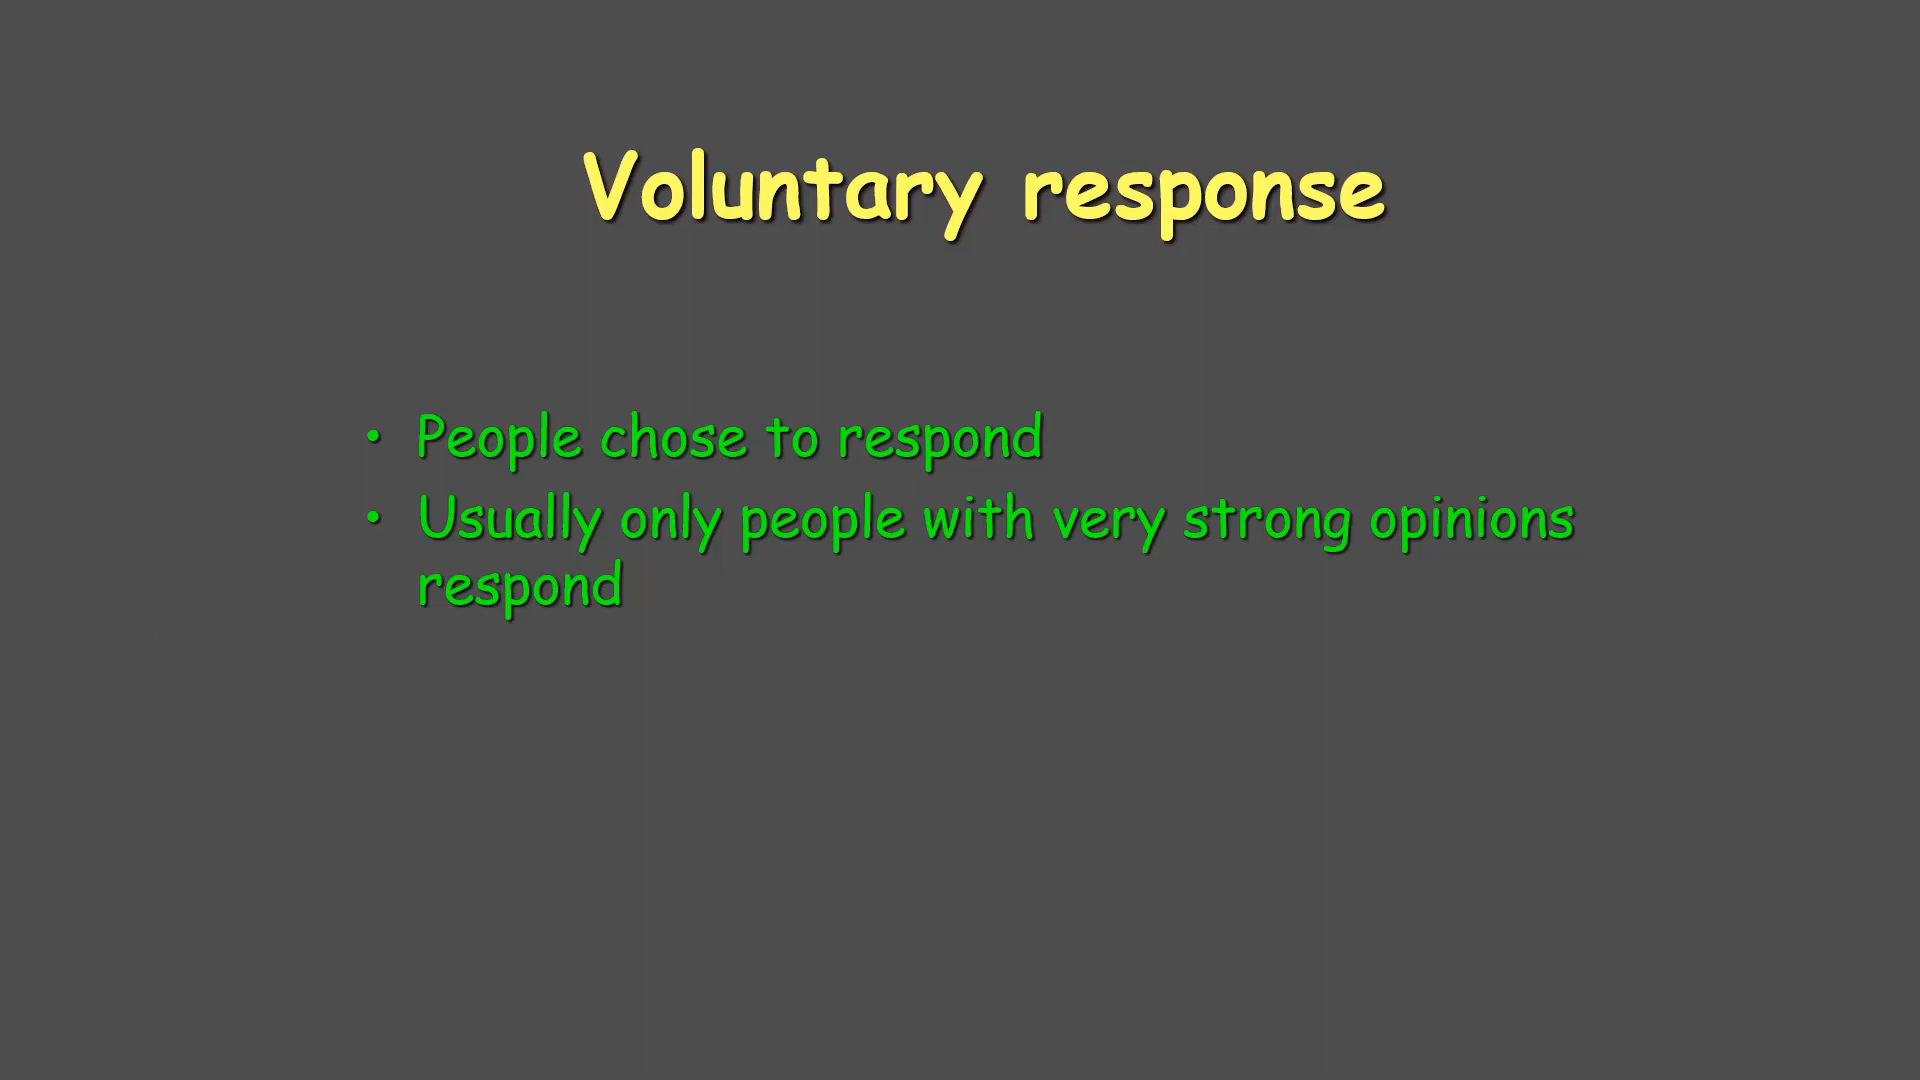 Voluntary response
• People chose to respond
• Usually only people with very strong opinions
respond